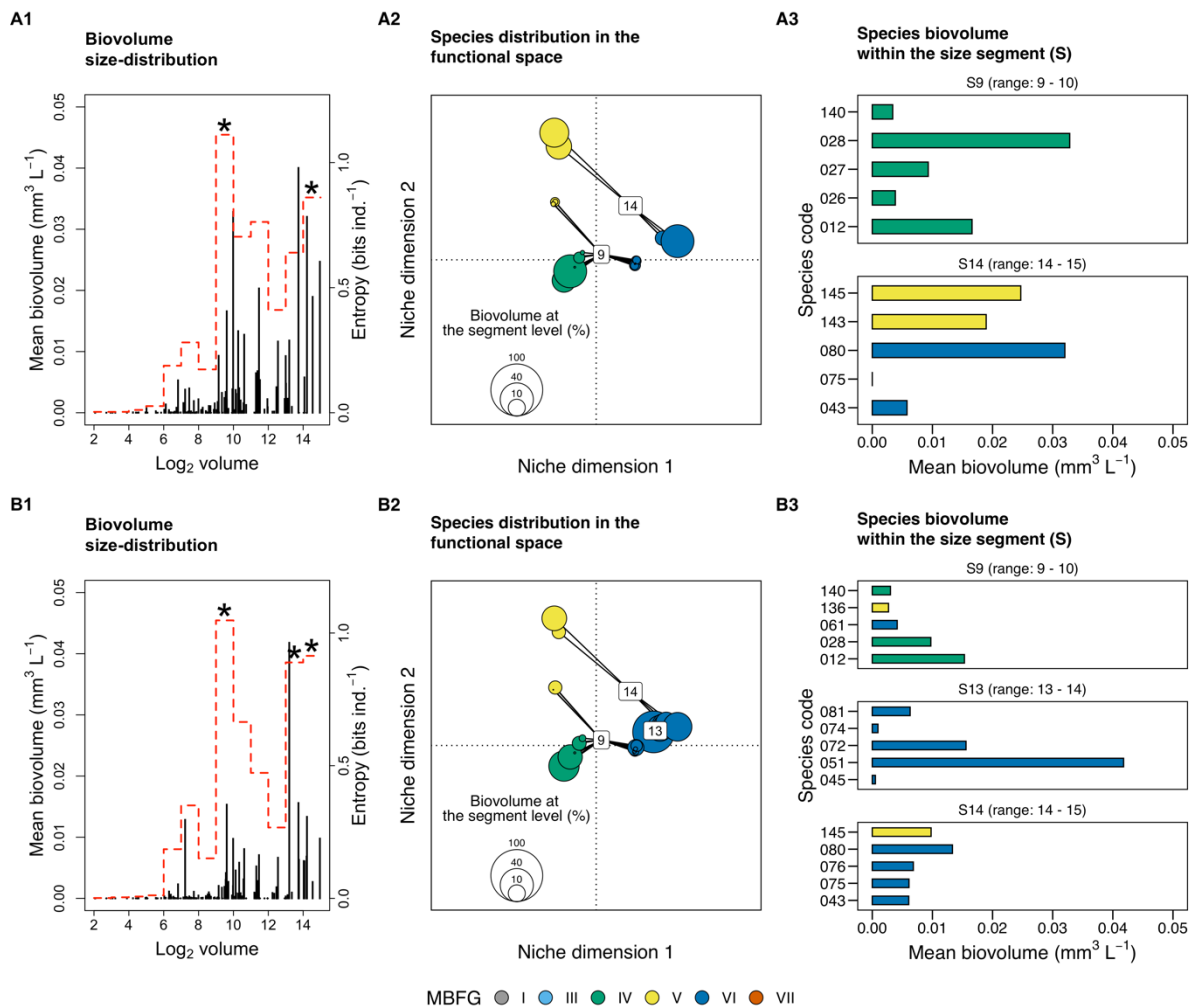 A1
Biovolume
size-distribution
Mean biovolume (mm³ L⁻¹)
0.00 0.01 0.02 0.03 0.04 0.05
* *
Entropy (bits ind.⁻¹)
0.0 0.5 1.0
2 4 6 8 10 12 14
Log₂ volume
A2
Species distribution in the
functional space
Niche dimension 2
14
9
Biovolume at
the segment level (%)
100
40
10
Niche dimension 1
A3
Species biovolume
within the size segment (S)
S9 (range: 9 - 10)
140
028
027
026
012
Species code
S14 (range: 14 - 15)
145
143
080
075
043
0.00 0.01 0.02 0.03 0.04 0.05
Mean biovolume (mm³ L⁻¹)
B1
Biovolume
size-distribution
Mean biovolume (mm³ L⁻¹)
0.00 0.01 0.02 0.03 0.04 0.05
* * *
Entropy (bits ind.⁻¹)
0.0 0.5 1.0
2 4 6 8 10 12 14
Log₂ volume
B2
Species distribution in the
functional space
Niche dimension 2
14
13
9
Biovolume at
the segment level (%)
100
40
10
Niche dimension 1
B3
Species biovolume
within the size segment (S)
S9 (range: 9 - 10)
140
136
061
028
012
Species code
S13 (range: 13 - 14)
081
074
072
051
045
S14 (range: 14 - 15)
145
080
076
075
043
0.00 0.01 0.02 0.03 0.04 0.05
Mean biovolume (mm³ L⁻¹)
MBFG I III IV V VI VII